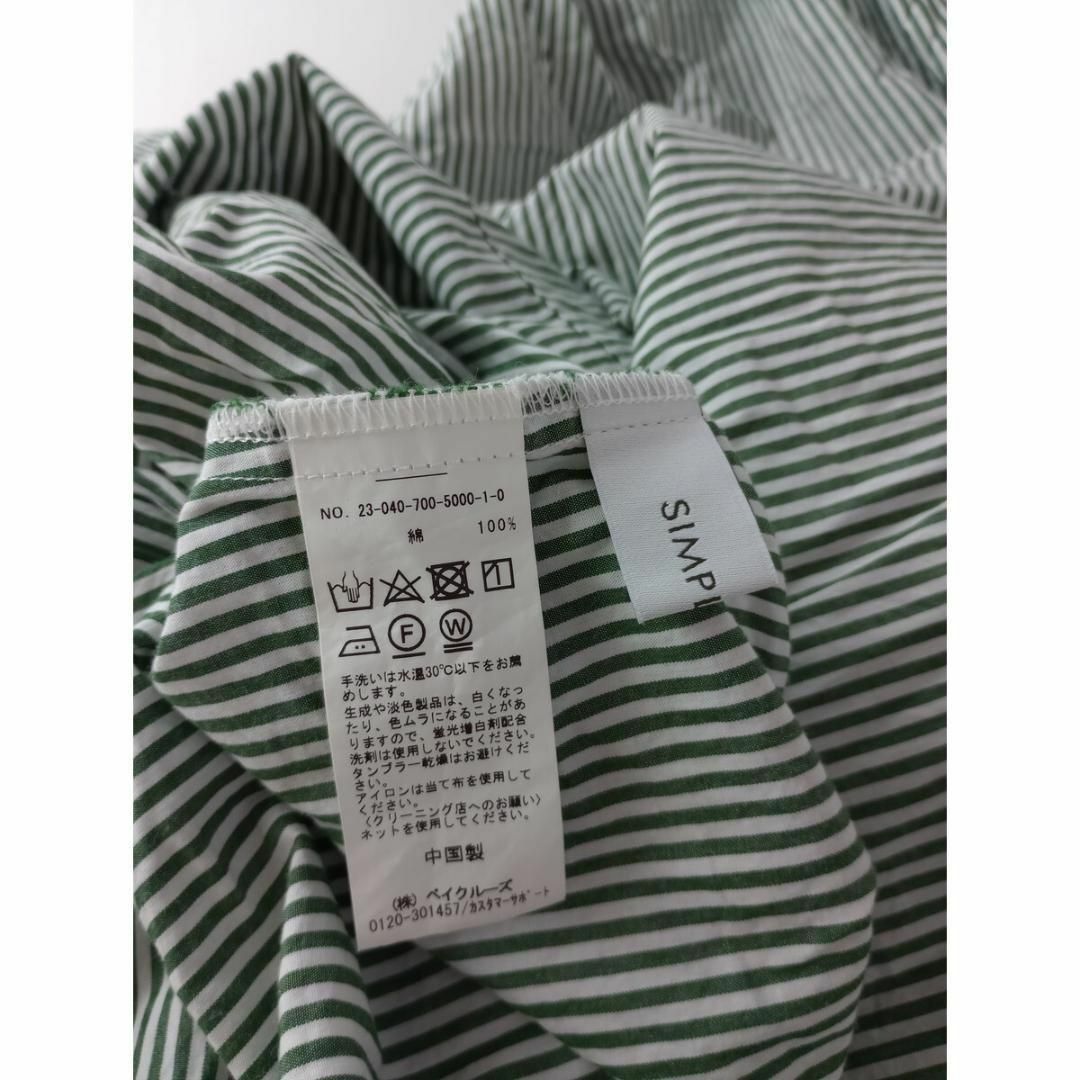 NO. 23-040-700-5000-1-0
綿 100%
F W
手洗いは水温30℃以下をお薦
めします。
生成や淡色製品は、白くなっ
たり、色ムラになることがあ
りますので、蛍光増白剤配合
洗剤は使用しないでください。
タンブラー乾燥はお避けくだ
さい。
アイロンは当て布を使用して
ください。
〈クリーニング店へのお願い〉
ネットを使用してください。
中国製
(株) ベイクルーズ
0120-301457/カスタマーサポート
SIMPL